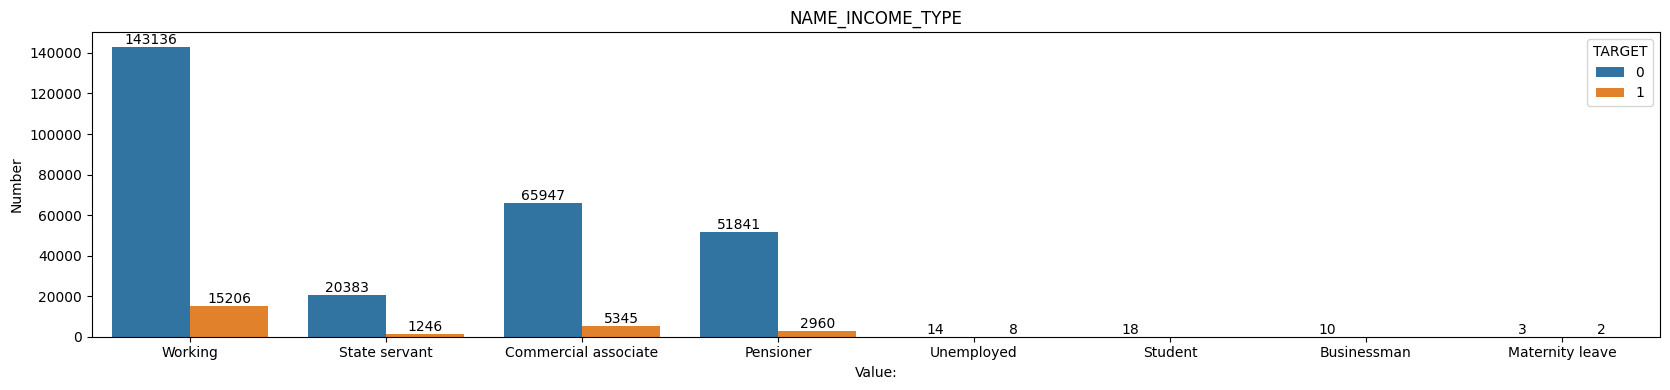 NAME_INCOME_TYPE
143136
140000
TARGET
0
1
120000
100000
80000
65947
60000
51841
Number
40000
20383
20000
15206
1246
5345
2960
14
8
18
10
3
2
0
Working
State servant
Commercial associate
Pensioner
Unemployed
Student
Businessman
Maternity leave
Value: